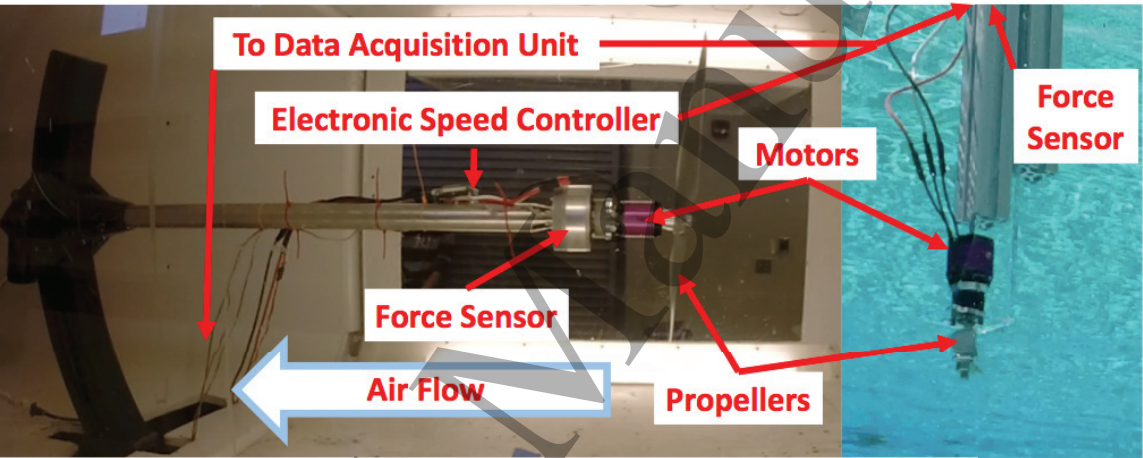 To Data Acquisition Unit
Electronic Speed Controller
Force
Sensor
Motors
Force Sensor
Air Flow
Propellers